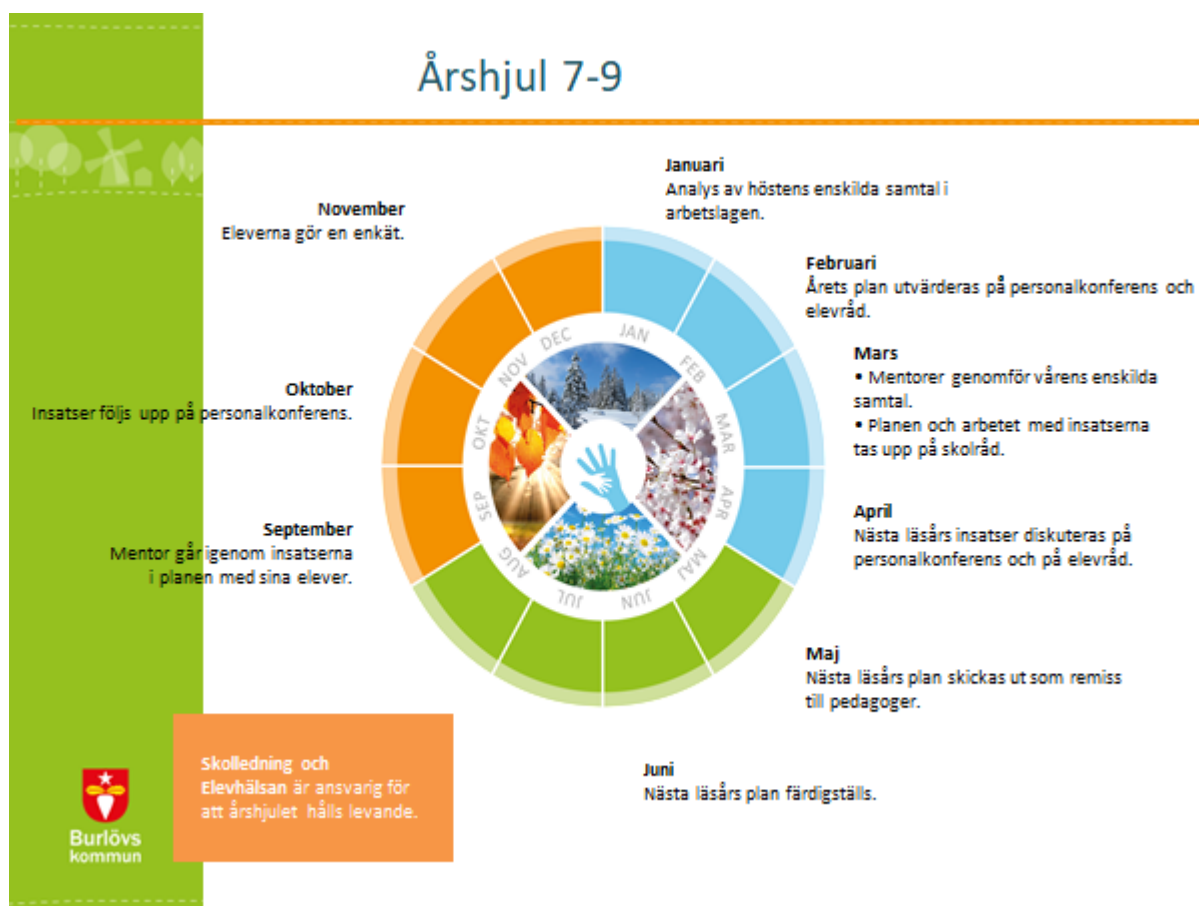 Årshjul 7-9
Januari
Analys av höstens enskilda samtal i
arbetslagen.
Februari
Årets plan utvärderas på personalkonferens och
elevråd.
Mars
• Mentorer genomför vårens enskilda
samtal.
• Planen och arbetet med insatserna
tas upp på skolråd.
April
Nästa läsårs insatser diskuteras på
personalkonferens och på elevråd.
Maj
Nästa läsårs plan skickas ut som remiss
till pedagoger.
Juni
Nästa läsårs plan färdigställs.
September
Mentor går igenom insatserna
i planen med sina elever.
Oktober
Insatser följs upp på personalkonferens.
November
Eleverna gör en enkät.
JAN
FEB
MAR
APR
MAJ
JUN
JUL
AUG
SEP
OKT
NOV
DEC
Skolledning och
Elevhälsan är ansvarig för
att årshjulet hålls levande.
Burlövs
kommun